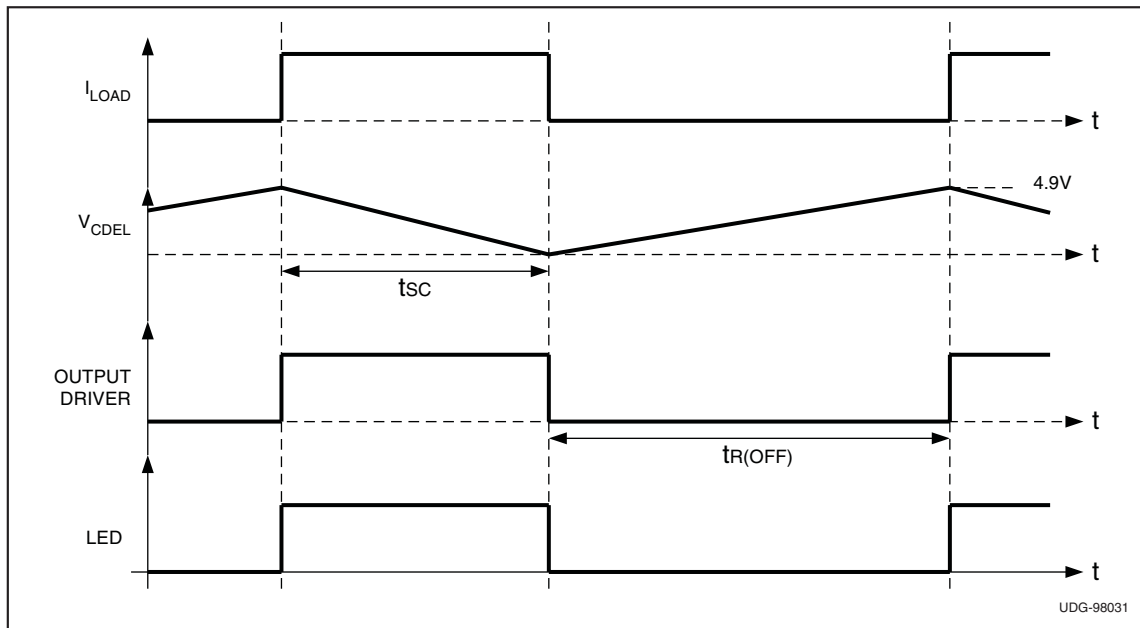 ILOAD
t
VCDEL
4.9V
t
tSC
OUTPUT
DRIVER
t
tR(OFF)
LED
t
UDG-98031